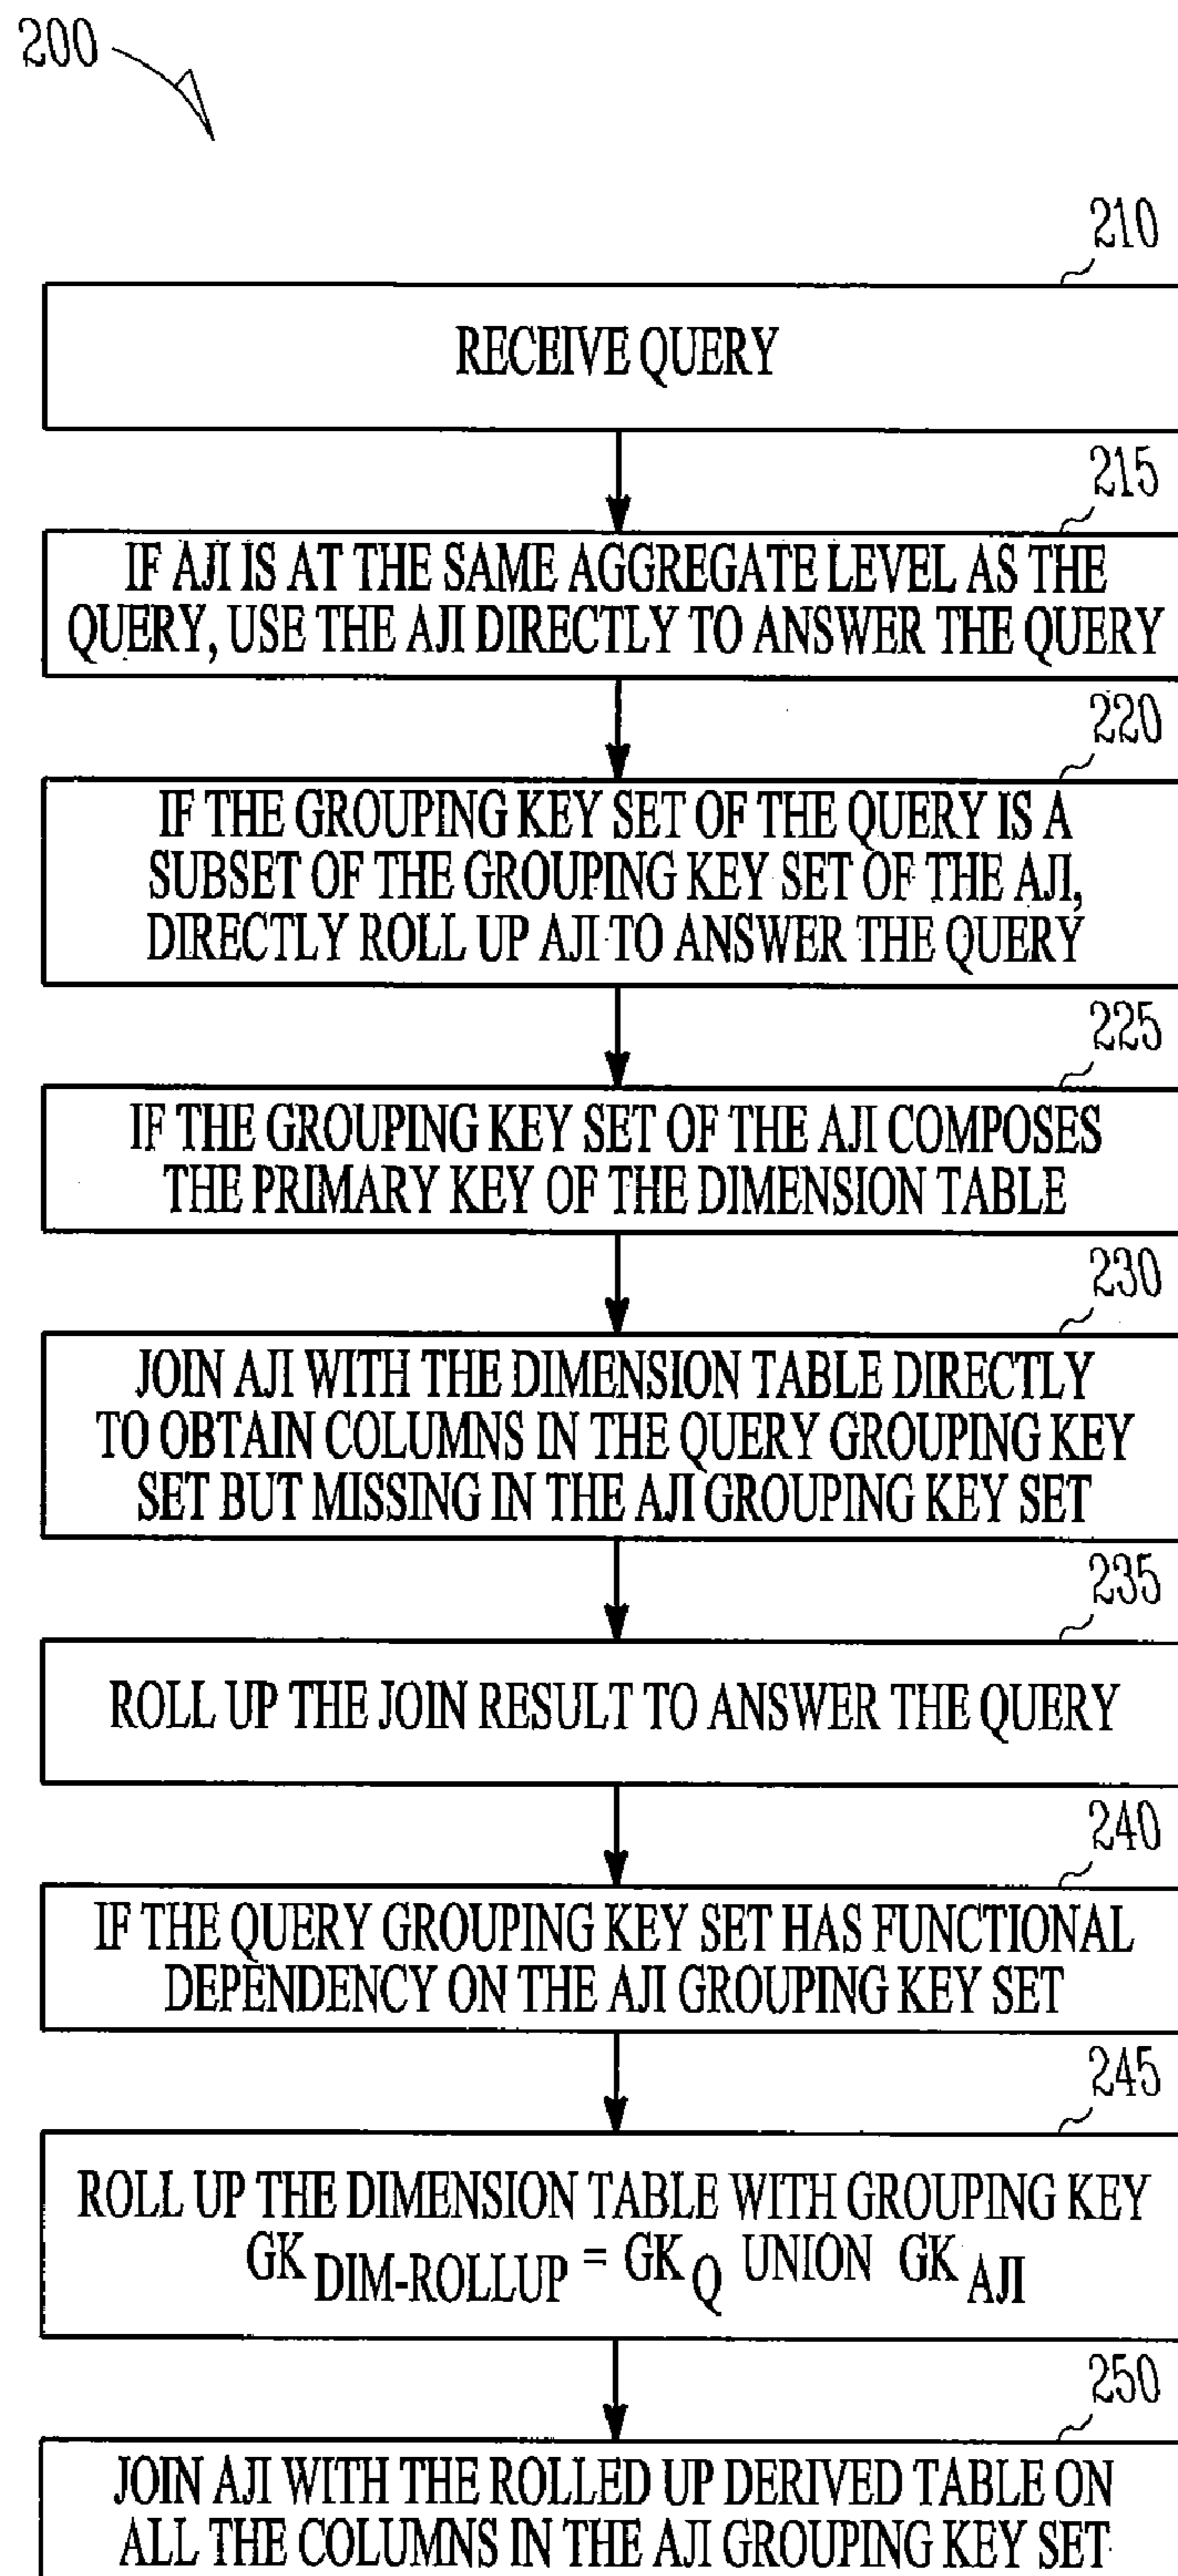 200
210
RECEIVE QUERY
215
IF AJI IS AT THE SAME AGGREGATE LEVEL AS THE
QUERY, USE THE AJI DIRECTLY TO ANSWER THE QUERY
220
IF THE GROUPING KEY SET OF THE QUERY IS A
SUBSET OF THE GROUPING KEY SET OF THE AJI,
DIRECTLY ROLL UP AJI TO ANSWER THE QUERY
225
IF THE GROUPING KEY SET OF THE AJI COMPOSES
THE PRIMARY KEY OF THE DIMENSION TABLE
230
JOIN AJI WITH THE DIMENSION TABLE DIRECTLY
TO OBTAIN COLUMNS IN THE QUERY GROUPING KEY
SET BUT MISSING IN THE AJI GROUPING KEY SET
235
ROLL UP THE JOIN RESULT TO ANSWER THE QUERY
240
IF THE QUERY GROUPING KEY SET HAS FUNCTIONAL
DEPENDENCY ON THE AJI GROUPING KEY SET
245
ROLL UP THE DIMENSION TABLE WITH GROUPING KEY
GK DIM-ROLLUP = GK Q UNION GK AJI
250
JOIN AJI WITH THE ROLLED UP DERIVED TABLE ON
ALL THE COLUMNS IN THE AJI GROUPING KEY SET